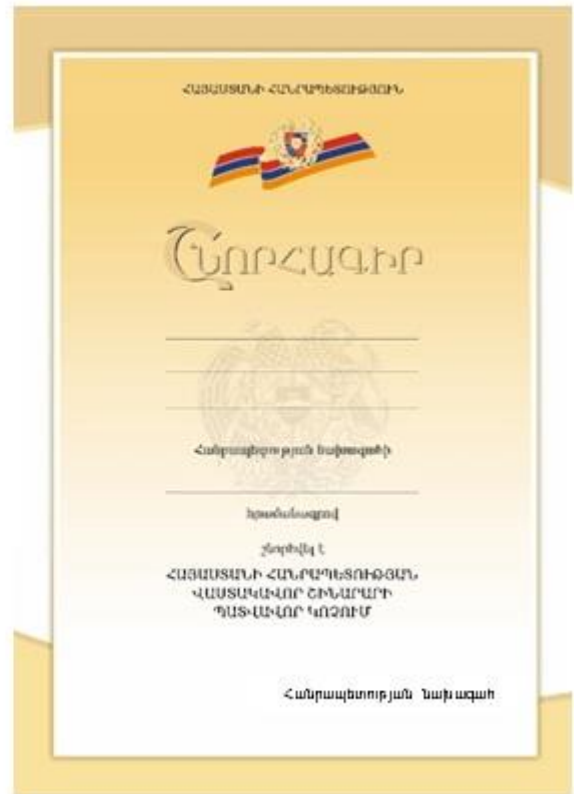 ՀԱՅԱՍՏԱՆԻ ՀԱՆՐԱՊԵՏՈՒԹՅՈՒՆ
ՇՆՈՐՀԱԳԻՐ
Հանրապետության նախագահի
հրամանագրով
շնորհվել է
ՀԱՅԱՍՏԱՆԻ ՀԱՆՐԱՊԵՏՈՒԹՅԱՆ
ՎԱՍՏԱԿԱՎՈՐ ՇԻՆԱՐԱՐԻ
ՊԱՏՎԱՎՈՐ ԿՈՉՈՒՄ
Հանրապետության նախագահ